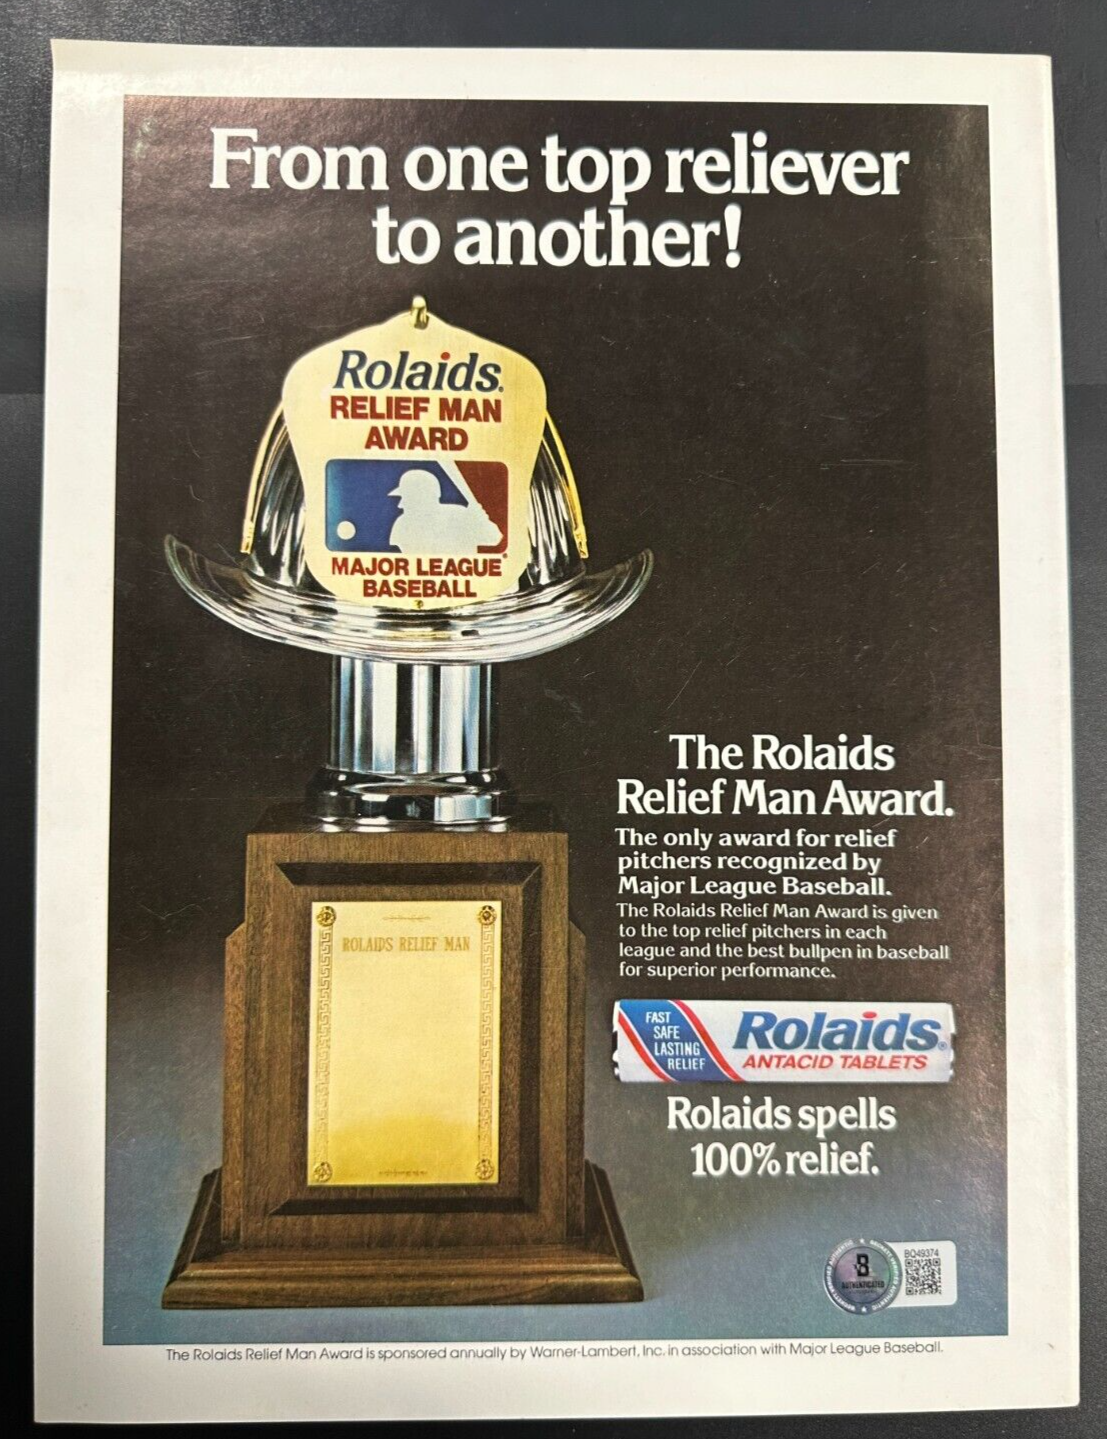 From one top reliever
to another!
Rolaids®
RELIEF MAN
AWARD
MAJOR LEAGUE®
BASEBALL
ROLAIDS RELIEF MAN
The Rolaids
Relief Man Award.
The only award for relief
pitchers recognized by
Major League Baseball.
The Rolaids Relief Man Award is given
to the top relief pitchers in each
league and the best bullpen in baseball
for superior performance.
FAST
SAFE
LASTING
RELIEF
Rolaids®
ANTACID TABLETS
Rolaids spells
100% relief.
B
AUTHENTICATED
BQ49374
The Rolaids Relief Man Award is sponsored annually by Warner-Lambert, Inc. in association with Major League Baseball.